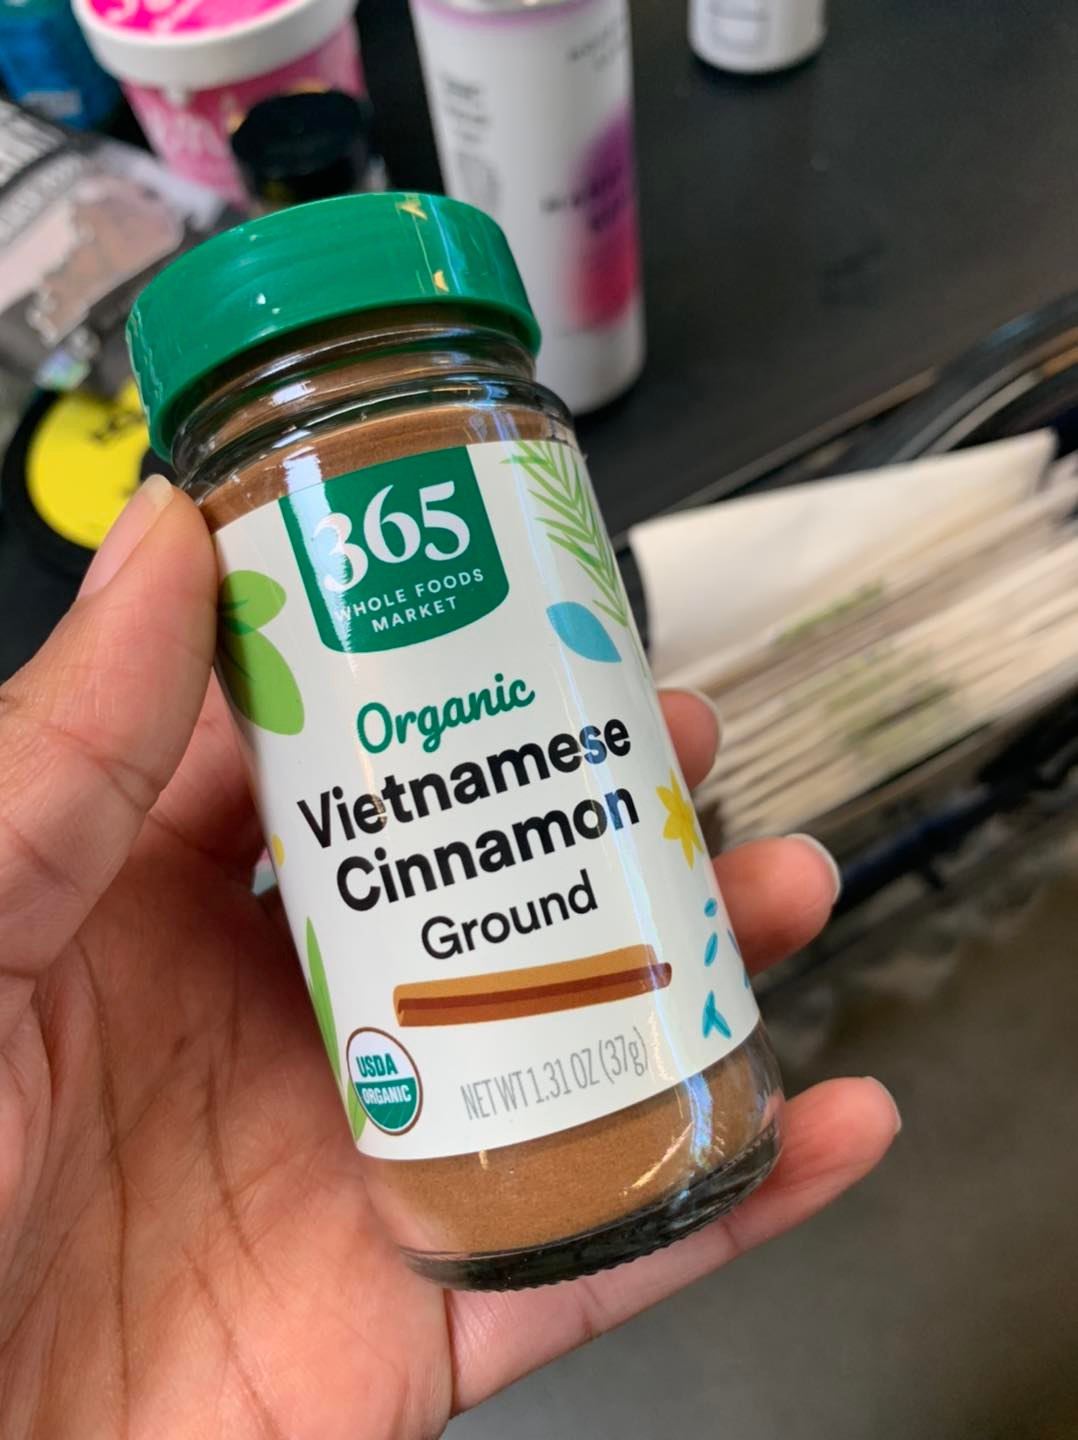 365
WHOLE FOODS
MARKET
Organic
Vietnamese
Cinnamon
Ground
USDA
ORGANIC
NET WT 1.31 OZ (37g)